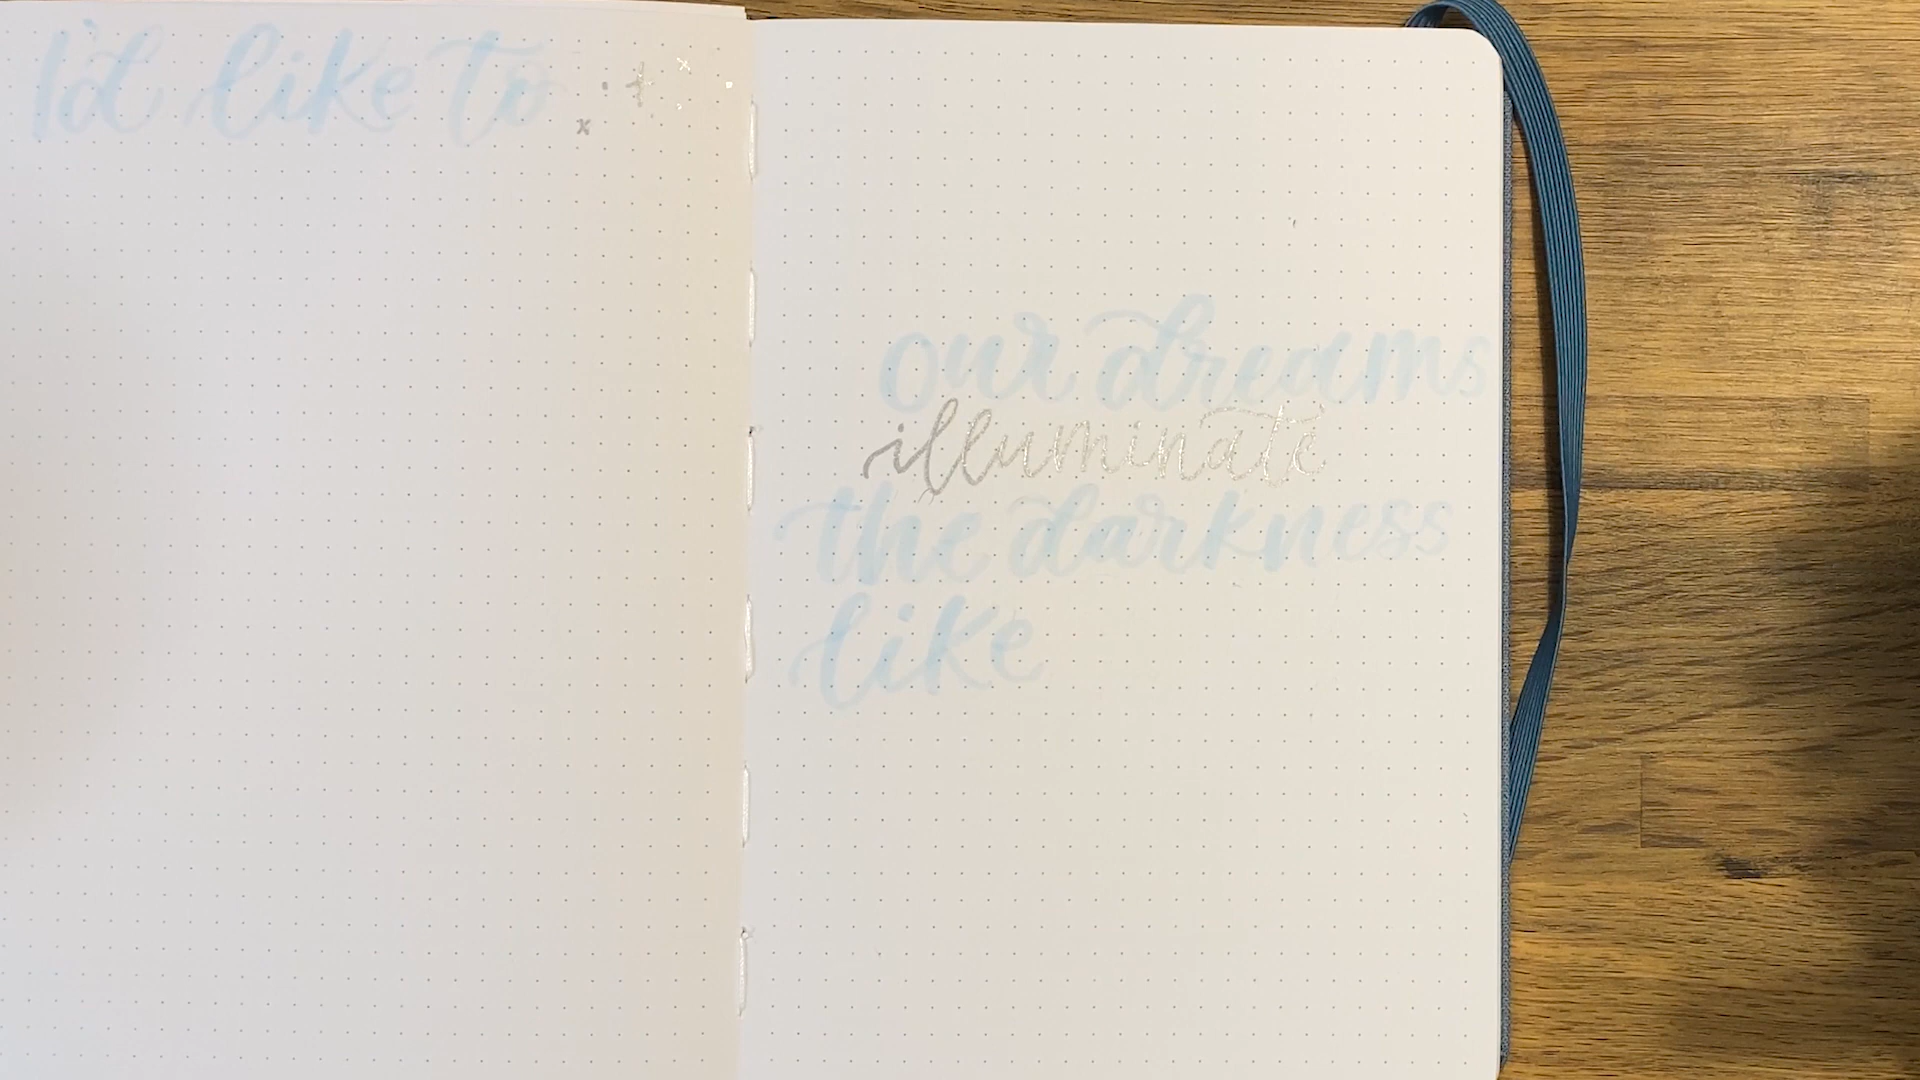 I'd like to
our dreams
illuminate
the darkness
like